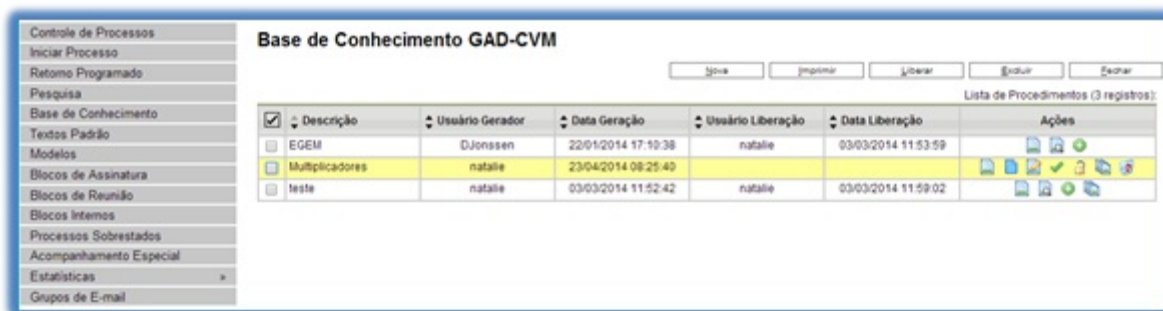 Controle de Processos
Iniciar Processo
Retorno Programado
Pesquisa
Base de Conhecimento
Textos Padrão
Modelos
Blocos de Assinatura
Blocos de Reunião
Blocos Internos
Processos Sobrestados
Acompanhamento Especial
Estatísticas »
Grupos de E-mail
Base de Conhecimento GAD-CVM
Nova Imprimir Liberar Excluir Fechar
Lista de Procedimentos (3 registros):
Descrição Usuário Gerador Data Geração Usuário Liberação Data Liberação Ações
EGEM DJonssen 22/01/2014 17:10:38 natalie 03/03/2014 11:53:59
Multiplicadores natalie 23/04/2014 08:25:40
teste natalie 03/03/2014 11:52:42 natalie 03/03/2014 11:59:02